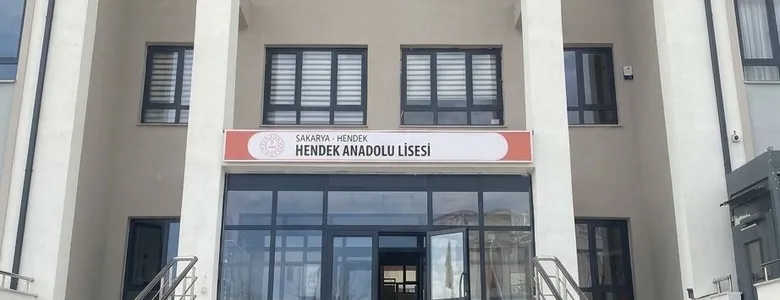 SAKARYA - HENDEK
HENDEK ANADOLU LİSESİ